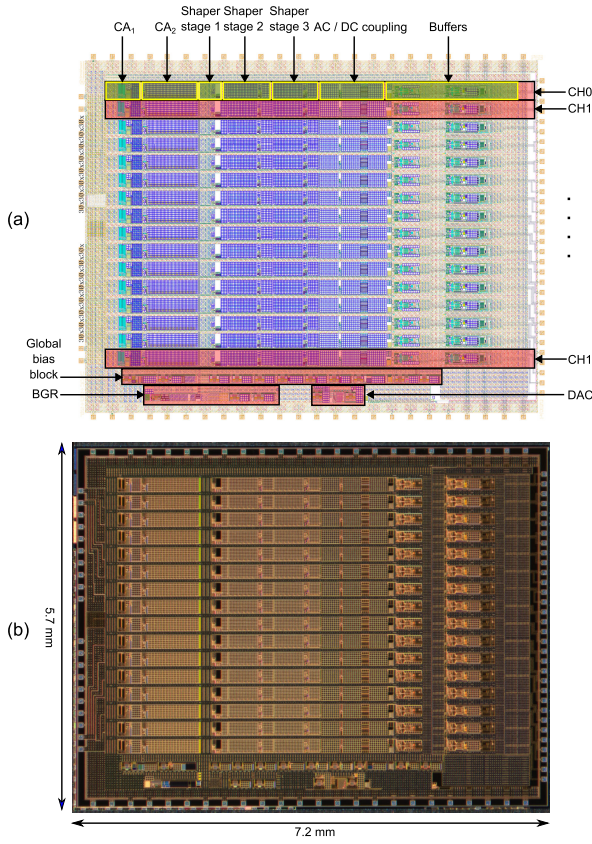 Shaper Shaper Shaper
CA₁ CA₂ stage 1 stage 2 stage 3 AC / DC coupling Buffers
CH0
CH1
(a)
Global
bias
block
CH1
BGR
DAC
(b)
5.7 mm
7.2 mm